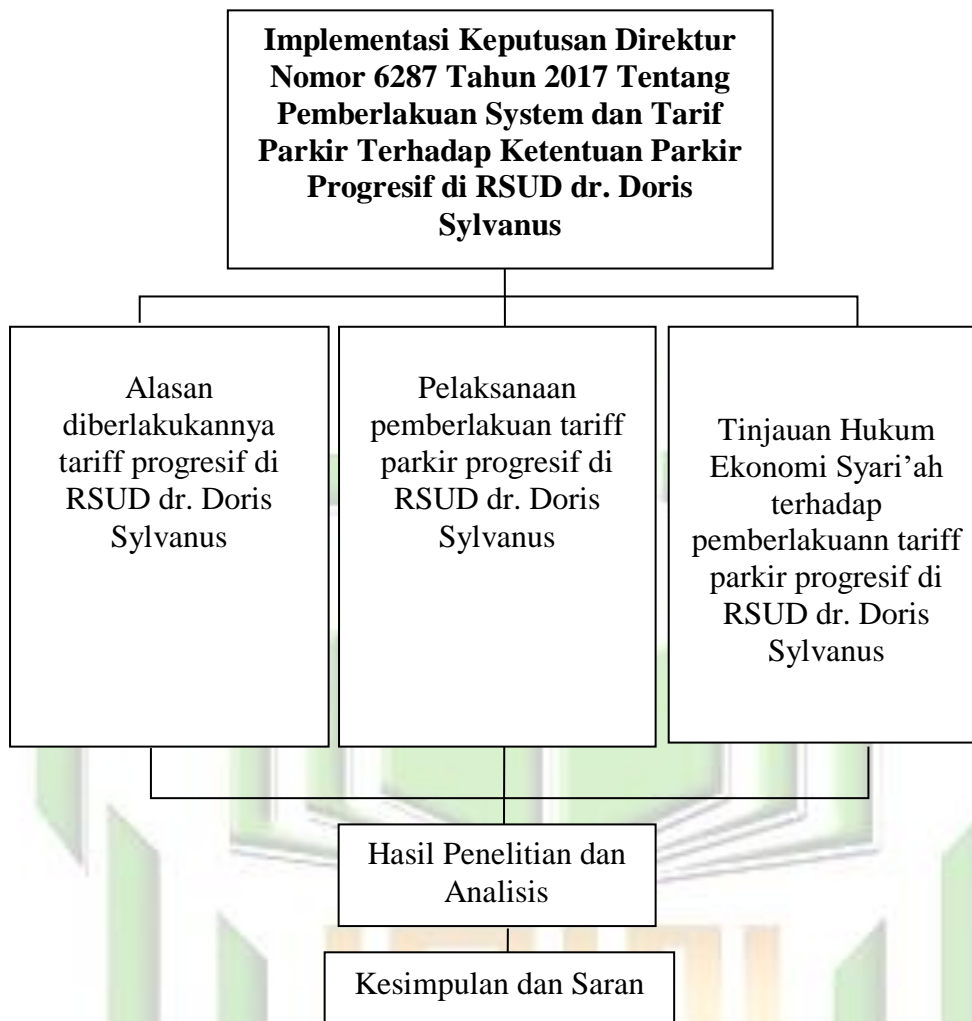 Implementasi Keputusan Direktur
Nomor 6287 Tahun 2017 Tentang
Pemberlakuan System dan Tarif
Parkir Terhadap Ketentuan Parkir
Progresif di RSUD dr. Doris
Sylvanus
Alasan
diberlakukannya
tariff progresif di
RSUD dr. Doris
Sylvanus
Pelaksanaan
pemberlakuan tariff
parkir progresif di
RSUD dr. Doris
Sylvanus
Tinjauan Hukum
Ekonomi Syari’ah
terhadap
pemberlakuann tariff
parkir progresif di
RSUD dr. Doris
Sylvanus
Hasil Penelitian dan
Analisis
Kesimpulan dan Saran